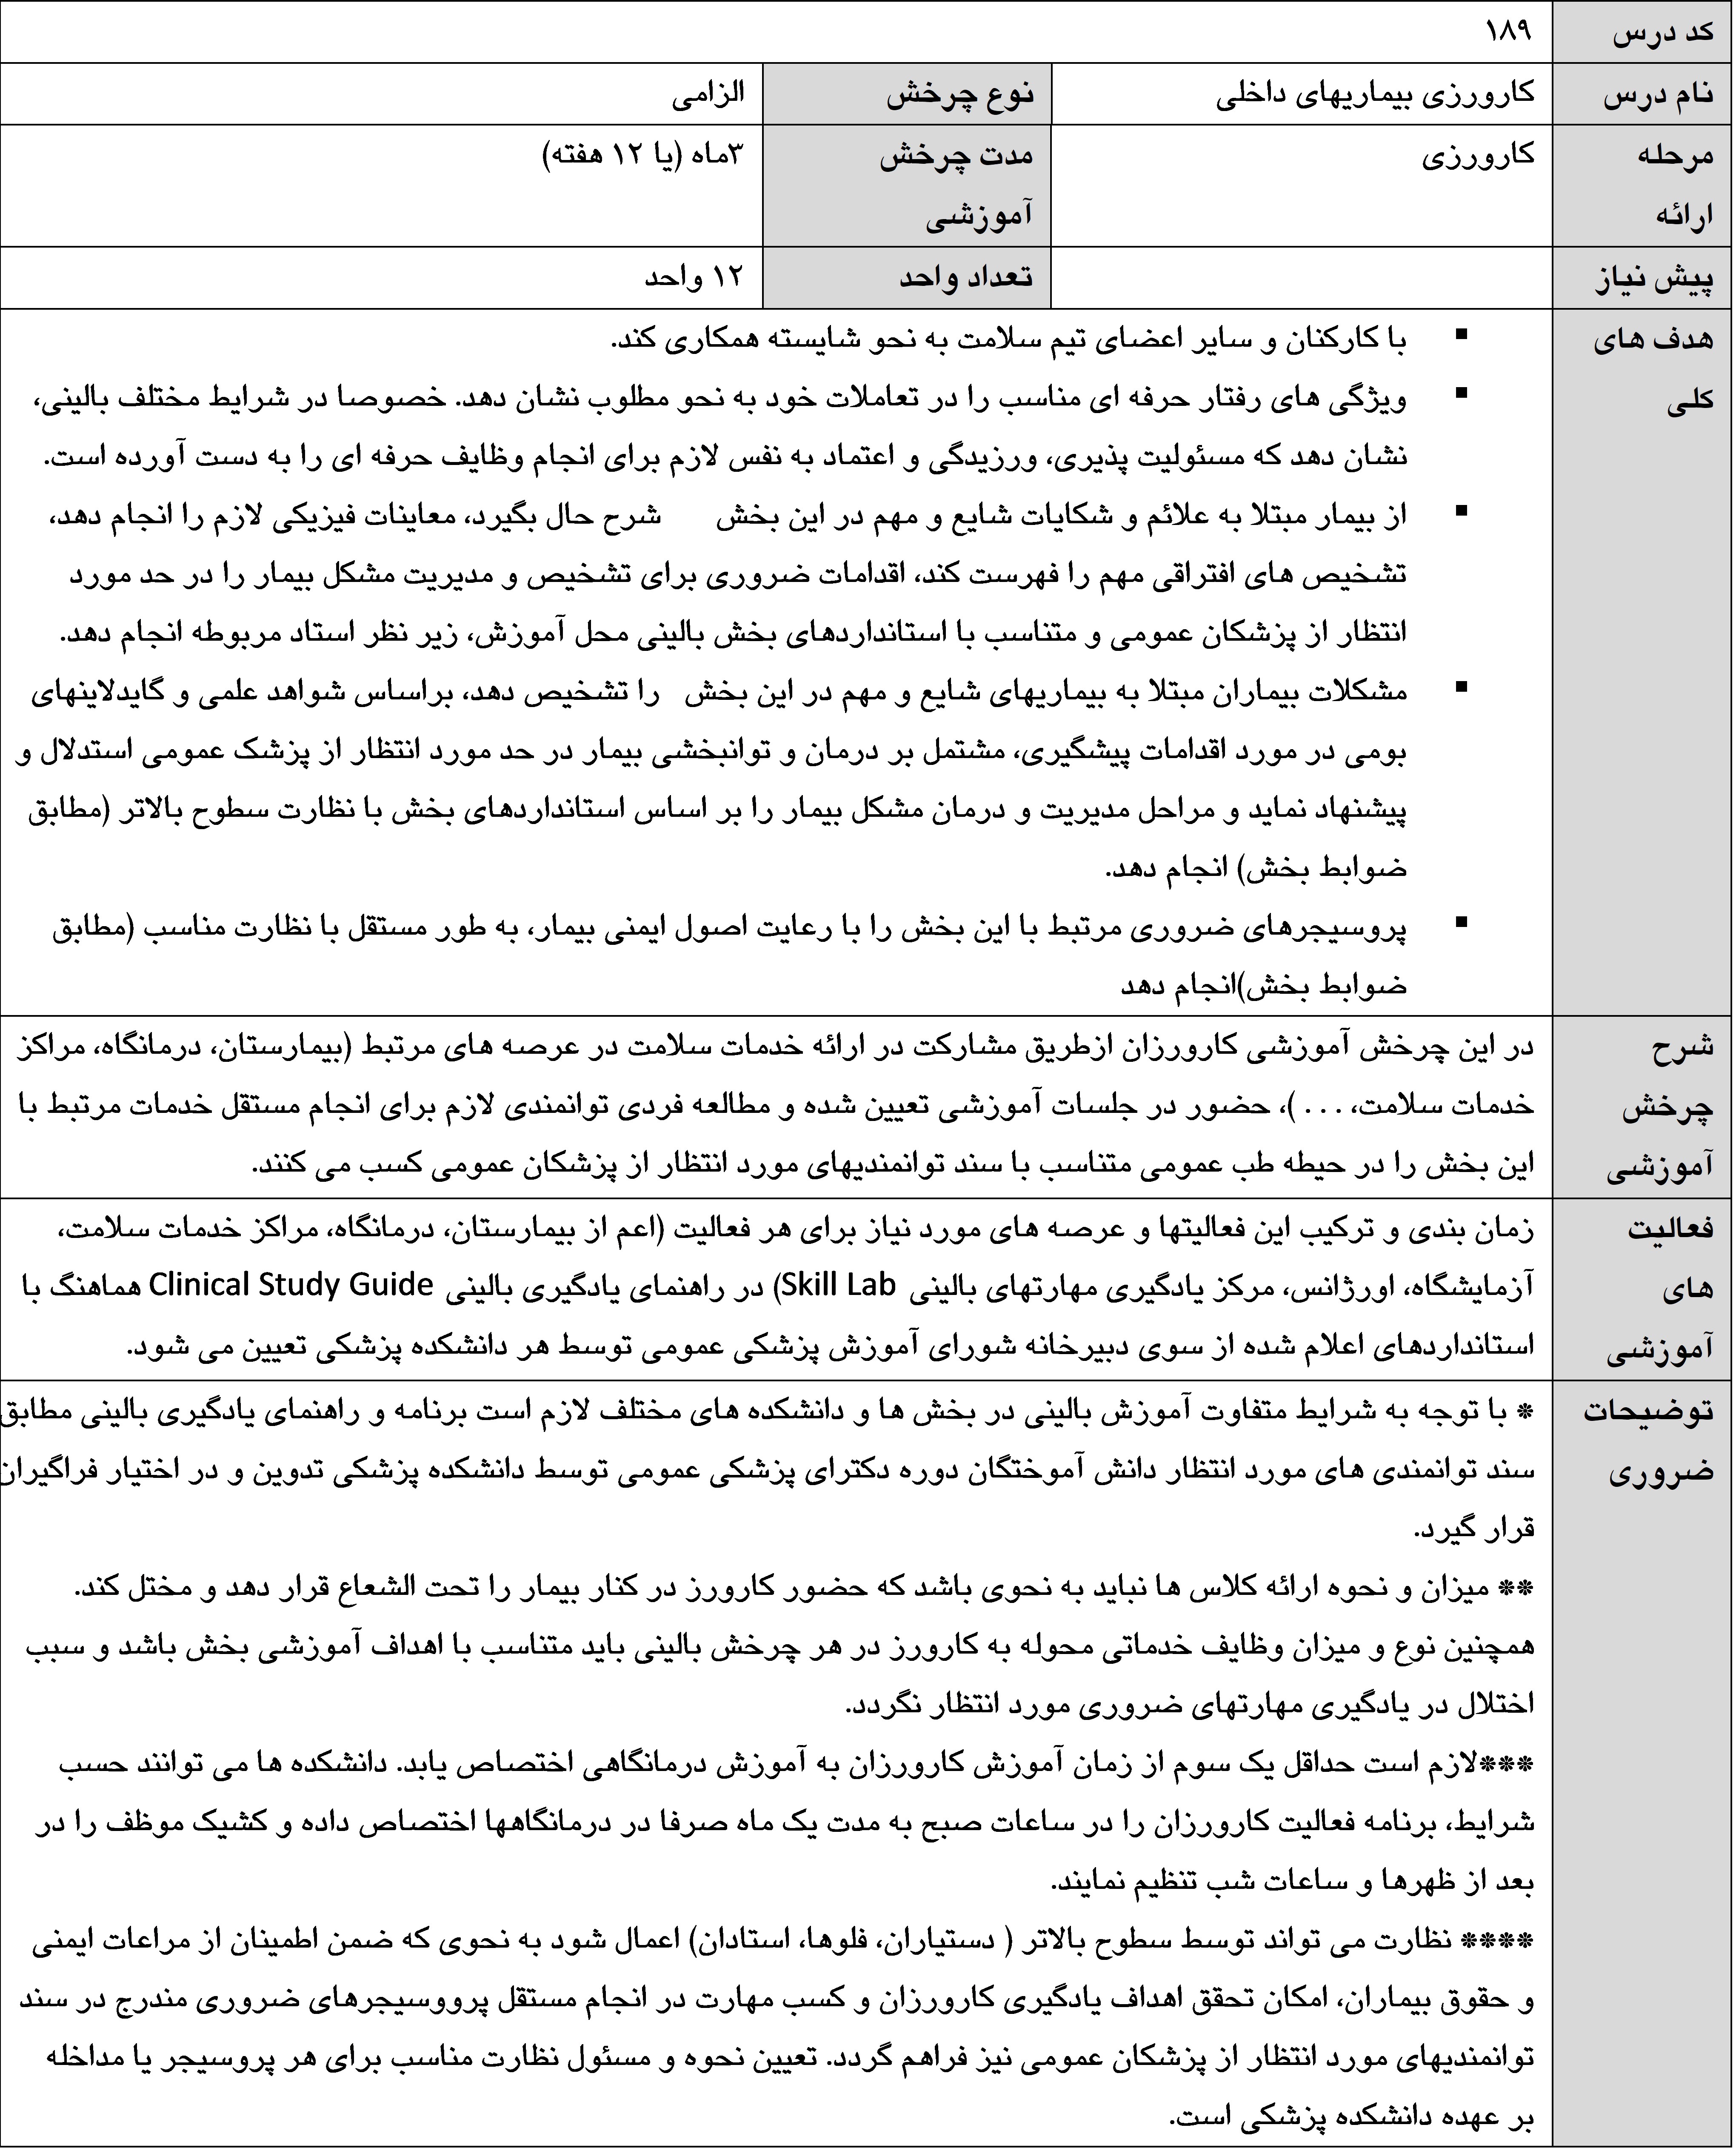 کد درس	۱۸۹
نام درس	کارورزی بیماریهای داخلی	نوع چرخش	الزامی
مرحله	کارورزی	مدت چرخش	۳ماه (یا ۱۲ هفته)
ارائه	آموزشی
پیش نیاز	تعداد واحد	۱۲ واحد
هدف های
کلی
▪ با کارکنان و سایر اعضای تیم سلامت به نحو شایسته همکاری کند.
▪ ویژگی های رفتار حرفه ای مناسب را در تعاملات خود به نحو مطلوب نشان دهد. خصوصا در شرایط مختلف بالینی،
نشان دهد که مسئولیت پذیری، ورزیدگی و اعتماد به نفس لازم برای انجام وظایف حرفه ای را به دست آورده است.
▪ از بیمار مبتلا به علائم و شکایات شایع و مهم در این بخش شرح حال بگیرد، معاینات فیزیکی لازم را انجام دهد،
تشخیص های افتراقی مهم را فهرست کند، اقدامات ضروری برای تشخیص و مدیریت مشکل بیمار را در حد مورد
انتظار از پزشکان عمومی و متناسب با استانداردهای بخش بالینی محل آموزش، زیر نظر استاد مربوطه انجام دهد.
▪ مشکلات بیماران مبتلا به بیماریهای شایع و مهم در این بخش را تشخیص دهد، براساس شواهد علمی و گایدلاینهای
بومی در مورد اقدامات پیشگیری، مشتمل بر درمان و توانبخشی بیمار در حد مورد انتظار از پزشک عمومی استدلال و
پیشنهاد نماید و مراحل مدیریت و درمان مشکل بیمار را بر اساس استانداردهای بخش با نظارت سطوح بالاتر (مطابق
ضوابط بخش) انجام دهد.
▪ پروسیجرهای ضروری مرتبط با این بخش را با رعایت اصول ایمنی بیمار، به طور مستقل با نظارت مناسب (مطابق
ضوابط بخش)انجام دهد
شرح
چرخش
آموزشی
در این چرخش آموزشی کارورزان ازطریق مشارکت در ارائه خدمات سلامت در عرصه های مرتبط (بیمارستان، درمانگاه، مراکز
خدمات سلامت، . . . )، حضور در جلسات آموزشی تعیین شده و مطالعه فردی توانمندی لازم برای انجام مستقل خدمات مرتبط با
این بخش را در حیطه طب عمومی متناسب با سند توانمندیهای مورد انتظار از پزشکان عمومی کسب می کنند.
فعالیت
های
آموزشی
زمان بندی و ترکیب این فعالیتها و عرصه های مورد نیاز برای هر فعالیت (اعم از بیمارستان، درمانگاه، مراکز خدمات سلامت،
آزمایشگاه، اورژانس، مرکز یادگیری مهارتهای بالینی Skill Lab) در راهنمای یادگیری بالینی Clinical Study Guide هماهنگ با
استانداردهای اعلام شده از سوی دبیرخانه شورای آموزش پزشکی عمومی توسط هر دانشکده پزشکی تعیین می شود.
توضیحات
ضروری
* با توجه به شرایط متفاوت آموزش بالینی در بخش ها و دانشکده های مختلف لازم است برنامه و راهنمای یادگیری بالینی مطابق
سند توانمندی های مورد انتظار دانش آموختگان دوره دکترای پزشکی عمومی توسط دانشکده پزشکی تدوین و در اختیار فراگیران
قرار گیرد.
** میزان و نحوه ارائه کلاس ها نباید به نحوی باشد که حضور کارورز در کنار بیمار را تحت الشعاع قرار دهد و مختل کند.
همچنین نوع و میزان وظایف خدماتی محوله به کارورز در هر چرخش بالینی باید متناسب با اهداف آموزشی بخش باشد و سبب
اختلال در یادگیری مهارتهای ضروری مورد انتظار نگردد.
***لازم است حداقل یک سوم از زمان آموزش کارورزان به آموزش درمانگاهی اختصاص یابد. دانشکده ها می توانند حسب
شرایط، برنامه فعالیت کارورزان را در ساعات صبح به مدت یک ماه صرفا در درمانگاهها اختصاص داده و کشیک موظف را در
بعد از ظهرها و ساعات شب تنظیم نمایند.
**** نظارت می تواند توسط سطوح بالاتر ( دستیاران، فلوها، استادان) اعمال شود به نحوی که ضمن اطمینان از مراعات ایمنی
و حقوق بیماران، امکان تحقق اهداف یادگیری کارورزان و کسب مهارت در انجام مستقل پرووسیجرهای ضروری مندرج در سند
توانمندیهای مورد انتظار از پزشکان عمومی نیز فراهم گردد. تعیین نحوه و مسئول نظارت مناسب برای هر پروسیجر یا مداخله
بر عهده دانشکده پزشکی است.